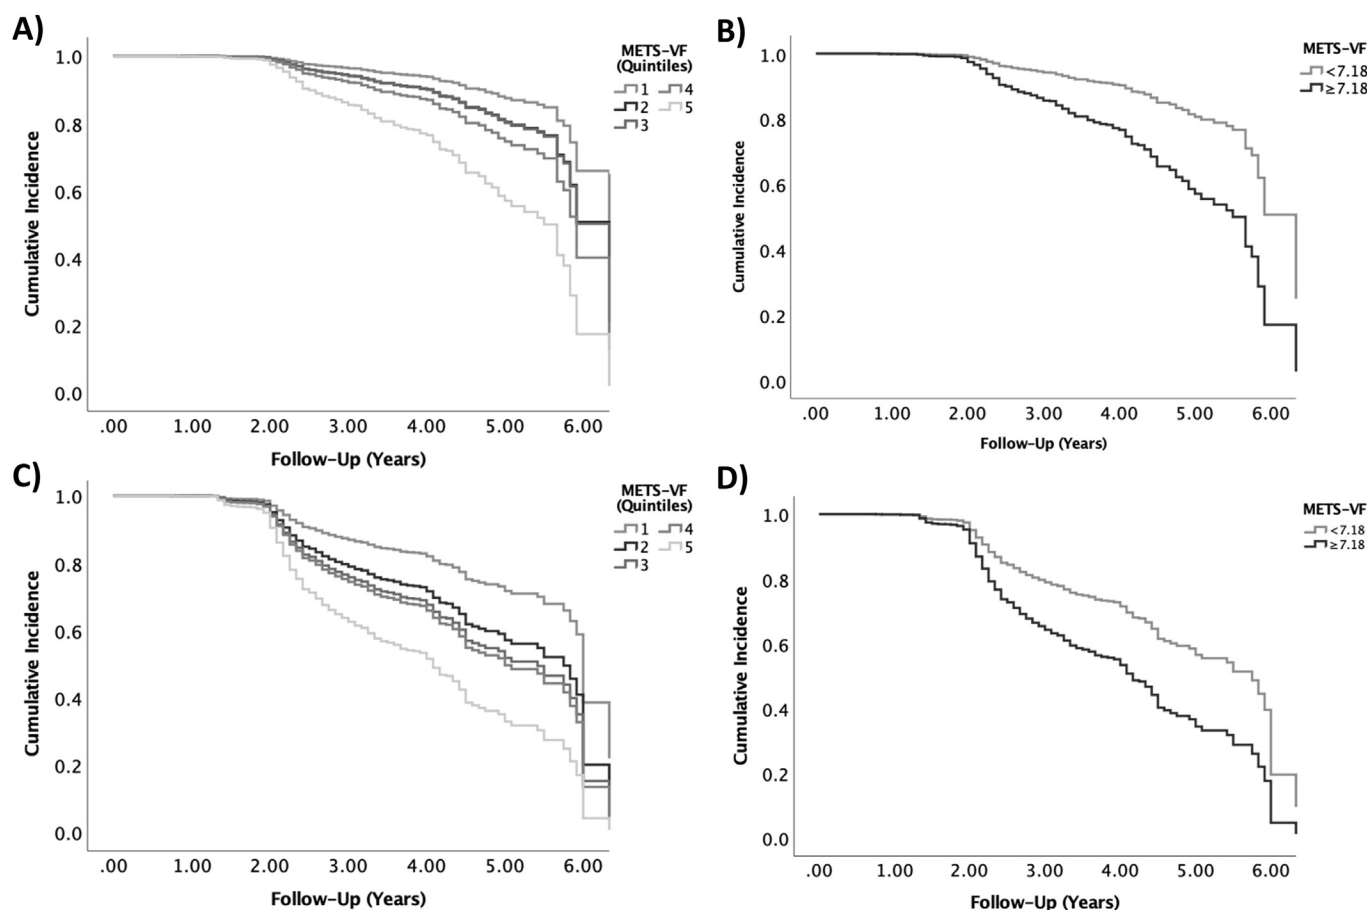 A)
METS-VF
(Quintiles)
1 4
2 5
3
1.0
0.8
0.6
0.4
0.2
0.0
Cumulative Incidence
.00 1.00 2.00 3.00 4.00 5.00 6.00
Follow-Up (Years)
B)
METS-VF
<7.18
≥7.18
1.0
0.8
0.6
0.4
0.2
0.0
Cumulative Incidence
.00 1.00 2.00 3.00 4.00 5.00 6.00
Follow-Up (Years)
C)
METS-VF
(Quintiles)
1 4
2 5
3
1.0
0.8
0.6
0.4
0.2
0.0
Cumulative Incidence
.00 1.00 2.00 3.00 4.00 5.00 6.00
Follow-Up (Years)
D)
METS-VF
<7.18
≥7.18
1.0
0.8
0.6
0.4
0.2
0.0
Cumulative Incidence
.00 1.00 2.00 3.00 4.00 5.00 6.00
Follow-Up (Years)